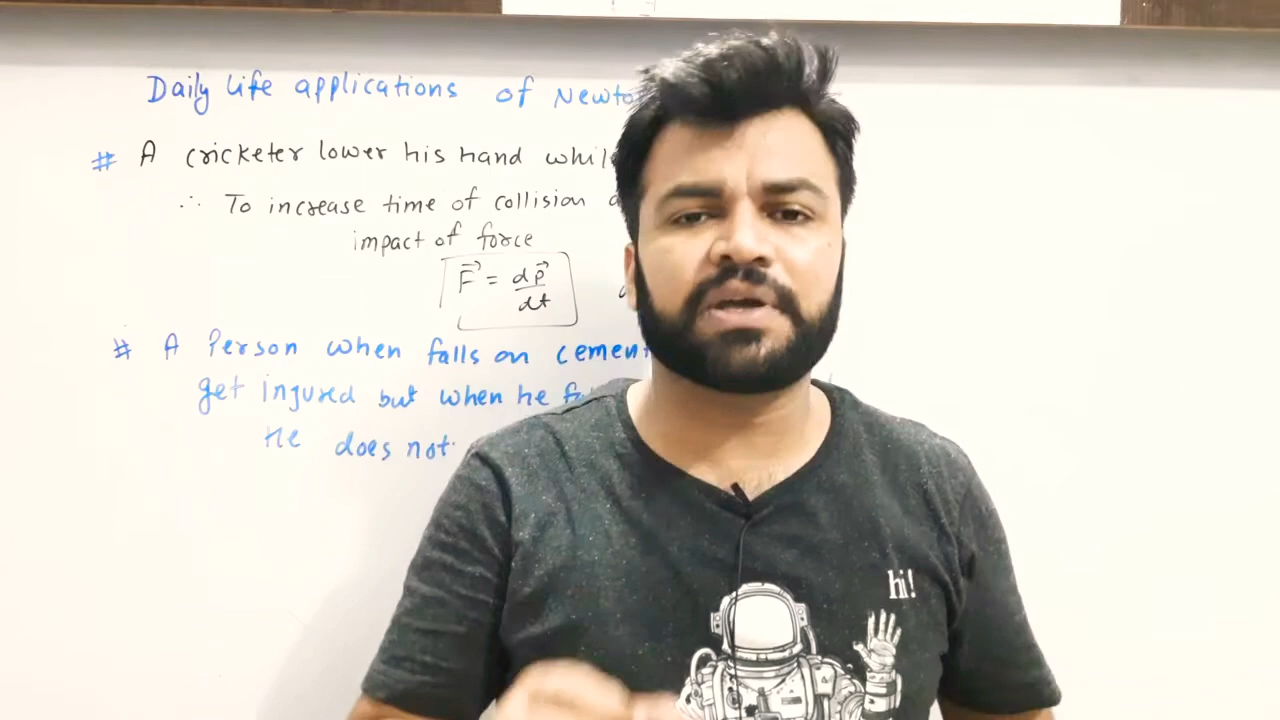 Daily life applications of Newto
# A cricketer lower his hand whil
∴ To increase time of collision
impact of force
F⃗ = dp⃗/dt
# A Person when falls on cement
get injured but when he
He does not
hi!